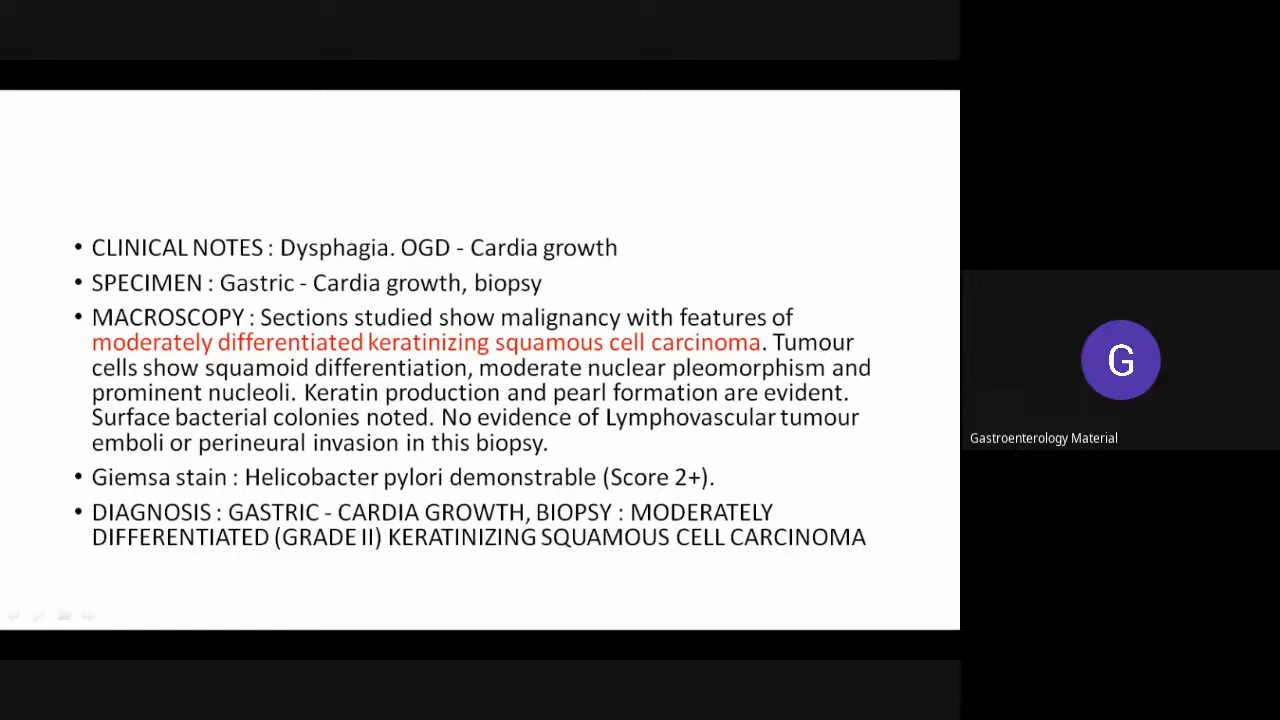 • CLINICAL NOTES : Dysphagia. OGD - Cardia growth
• SPECIMEN : Gastric - Cardia growth, biopsy
• MACROSCOPY : Sections studied show malignancy with features of
moderately differentiated keratinizing squamous cell carcinoma. Tumour
cells show squamoid differentiation, moderate nuclear pleomorphism and
prominent nucleoli. Keratin production and pearl formation are evident.
Surface bacterial colonies noted. No evidence of Lymphovascular tumour
emboli or perineural invasion in this biopsy.
• Giemsa stain : Helicobacter pylori demonstrable (Score 2+).
• DIAGNOSIS : GASTRIC - CARDIA GROWTH, BIOPSY : MODERATELY
DIFFERENTIATED (GRADE II) KERATINIZING SQUAMOUS CELL CARCINOMA
G
Gastroenterology Material